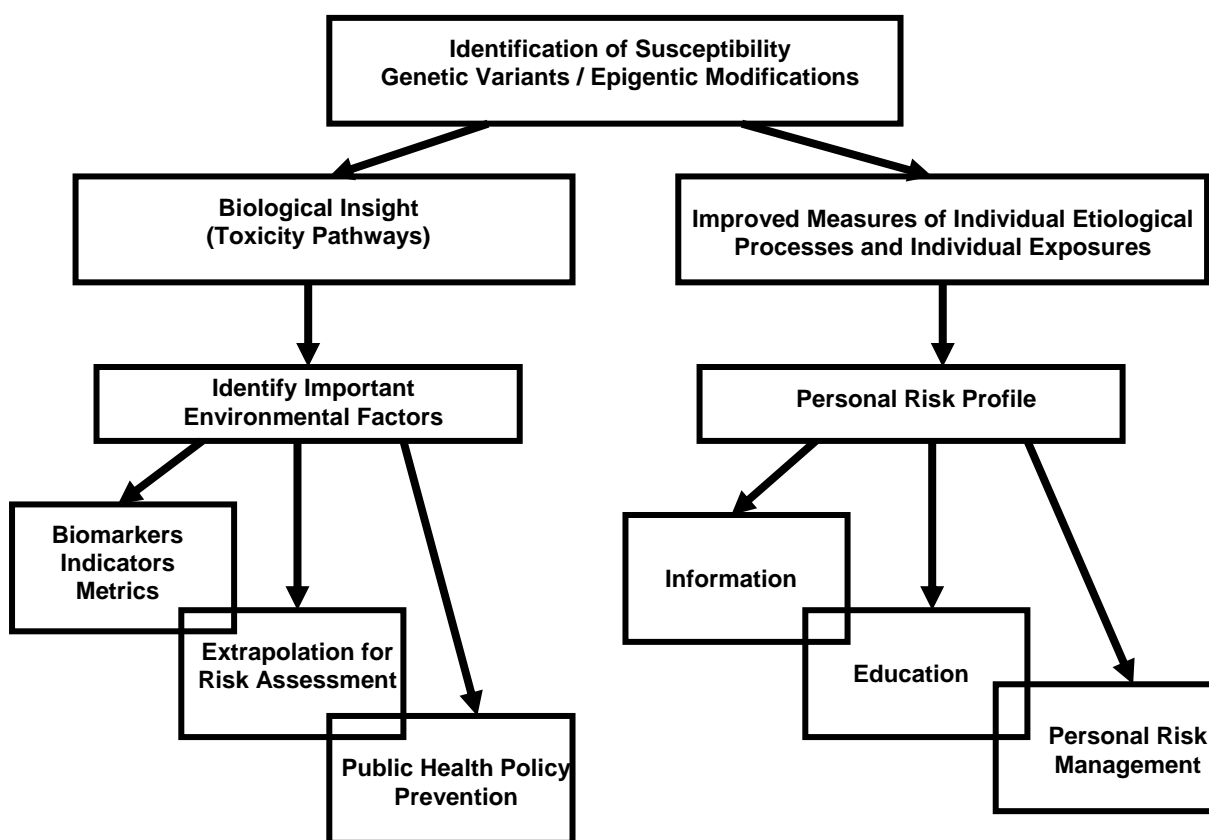 Identification of Susceptibility
Genetic Variants / Epigentic Modifications
Biological Insight
(Toxicity Pathways)
Improved Measures of Individual Etiological
Processes and Individual Exposures
Identify Important
Environmental Factors
Personal Risk Profile
Biomarkers
Indicators
Metrics
Extrapolation for
Risk Assessment
Public Health Policy
Prevention
Information
Education
Personal Risk
Management